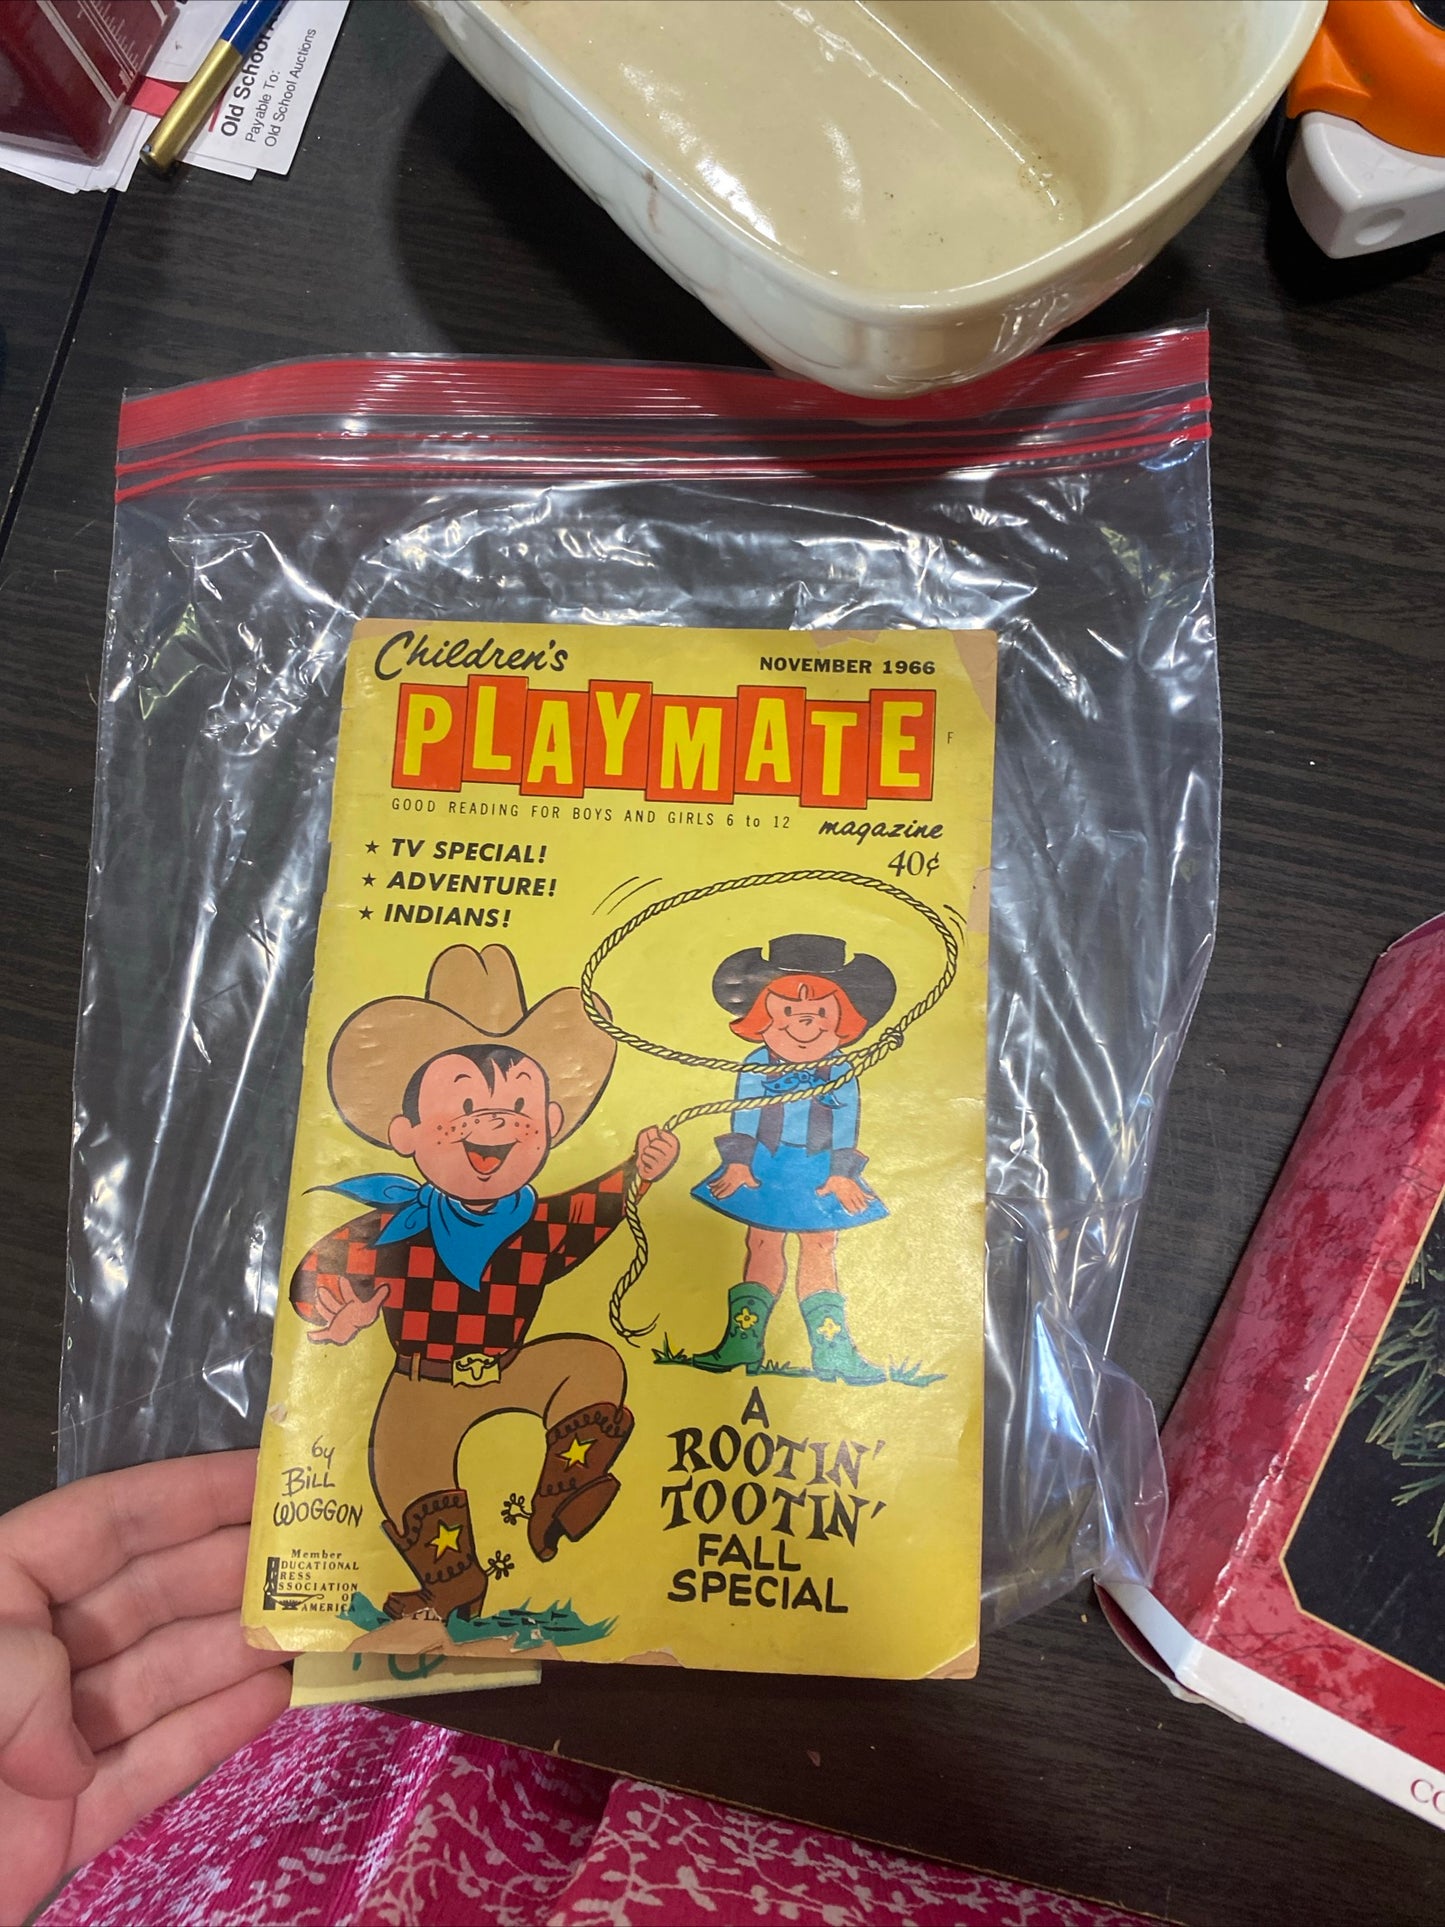 Old School
Payable To:
Old School Auctions
Children's
NOVEMBER 1966
PLAYMATE
F
GOOD READING FOR BOYS AND GIRLS 6 to 12
magazine
40¢
★ TV SPECIAL!
★ ADVENTURE!
★ INDIANS!
by
BILL
WOGGON
Member
EDUCATIONAL
PRESS
ASSOCIATION
OF
AMERICA
A
ROOTIN'
TOOTIN'
FALL
SPECIAL